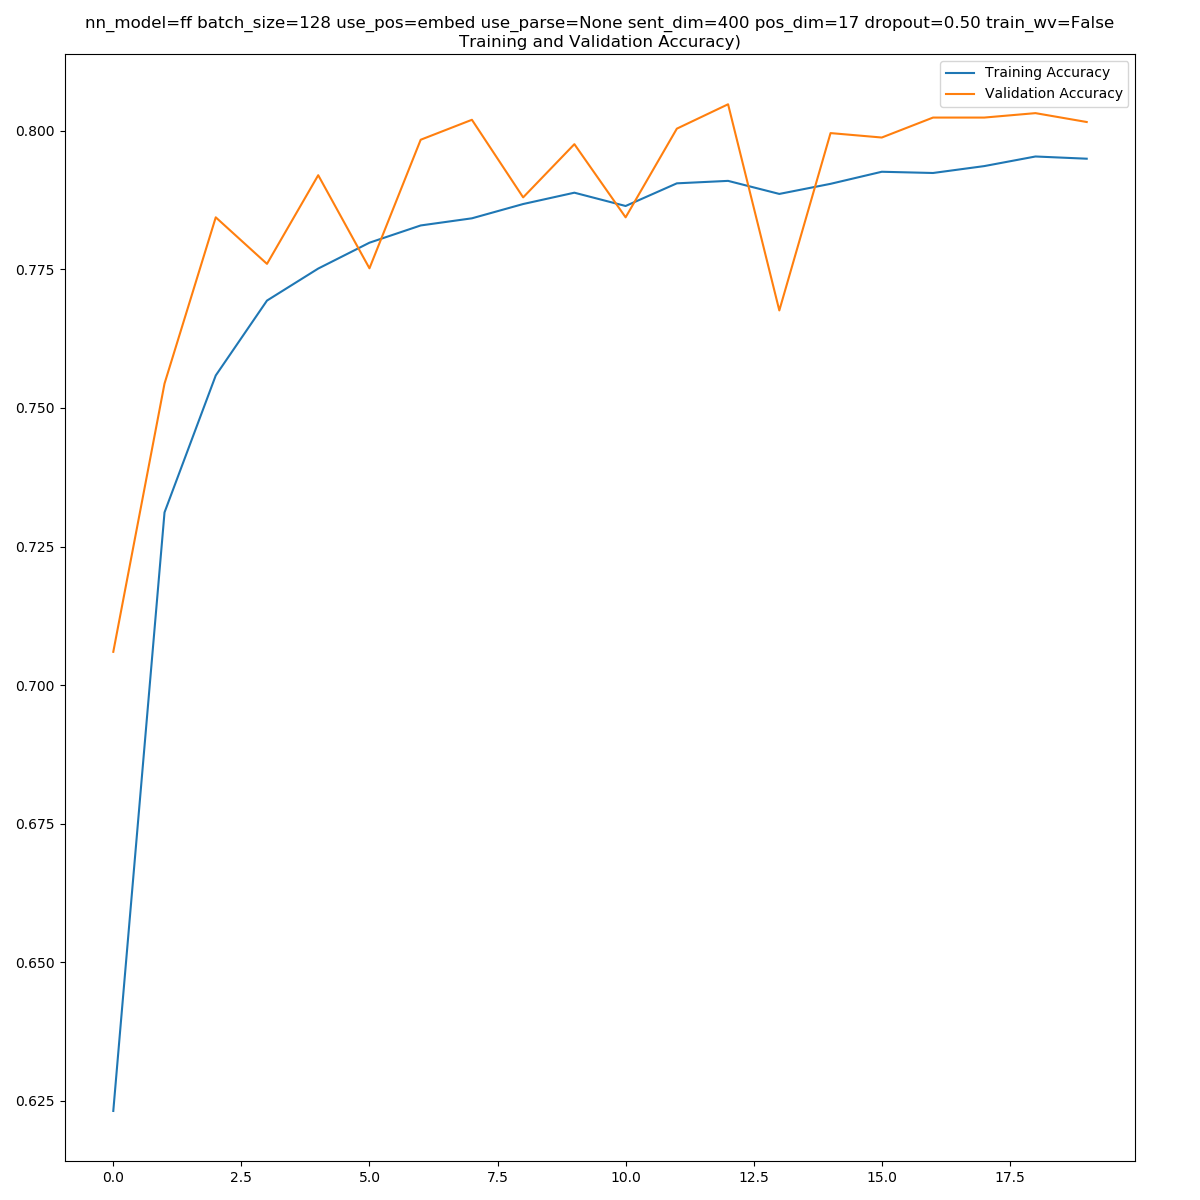 nn_model=ff batch_size=128 use_pos=embed use_parse=None sent_dim=400 pos_dim=17 dropout=0.50 train_wv=False
Training and Validation Accuracy)
Training Accuracy
Validation Accuracy
0.800
0.775
0.750
0.725
0.700
0.675
0.650
0.625
0.0 2.5 5.0 7.5 10.0 12.5 15.0 17.5